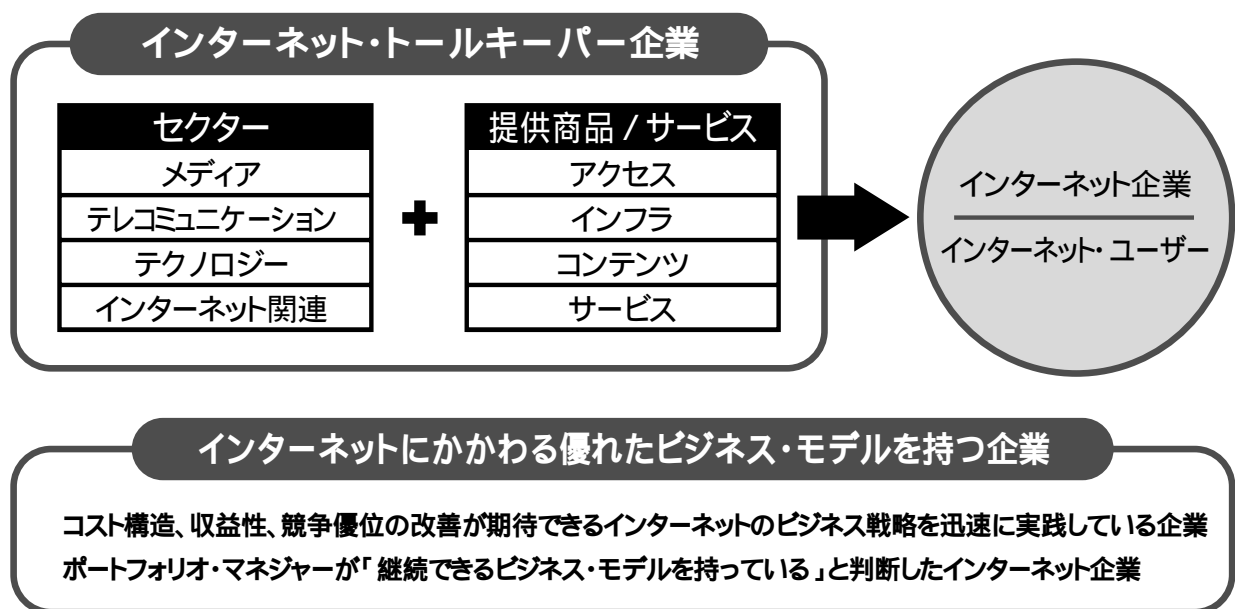 インターネット・トールキーパー企業
セクター
メディア
テレコミュニケーション
テクノロジー
インターネット関連
提供商品 / サービス
アクセス
インフラ
コンテンツ
サービス
インターネット企業
インターネット・ユーザー
インターネットにかかわる優れたビジネス・モデルを持つ企業
コスト構造、収益性、競争優位の改善が期待できるインターネットのビジネス戦略を迅速に実践している企業
ポートフォリオ・マネジャーが「継続できるビジネス・モデルを持っている」と判断したインターネット企業